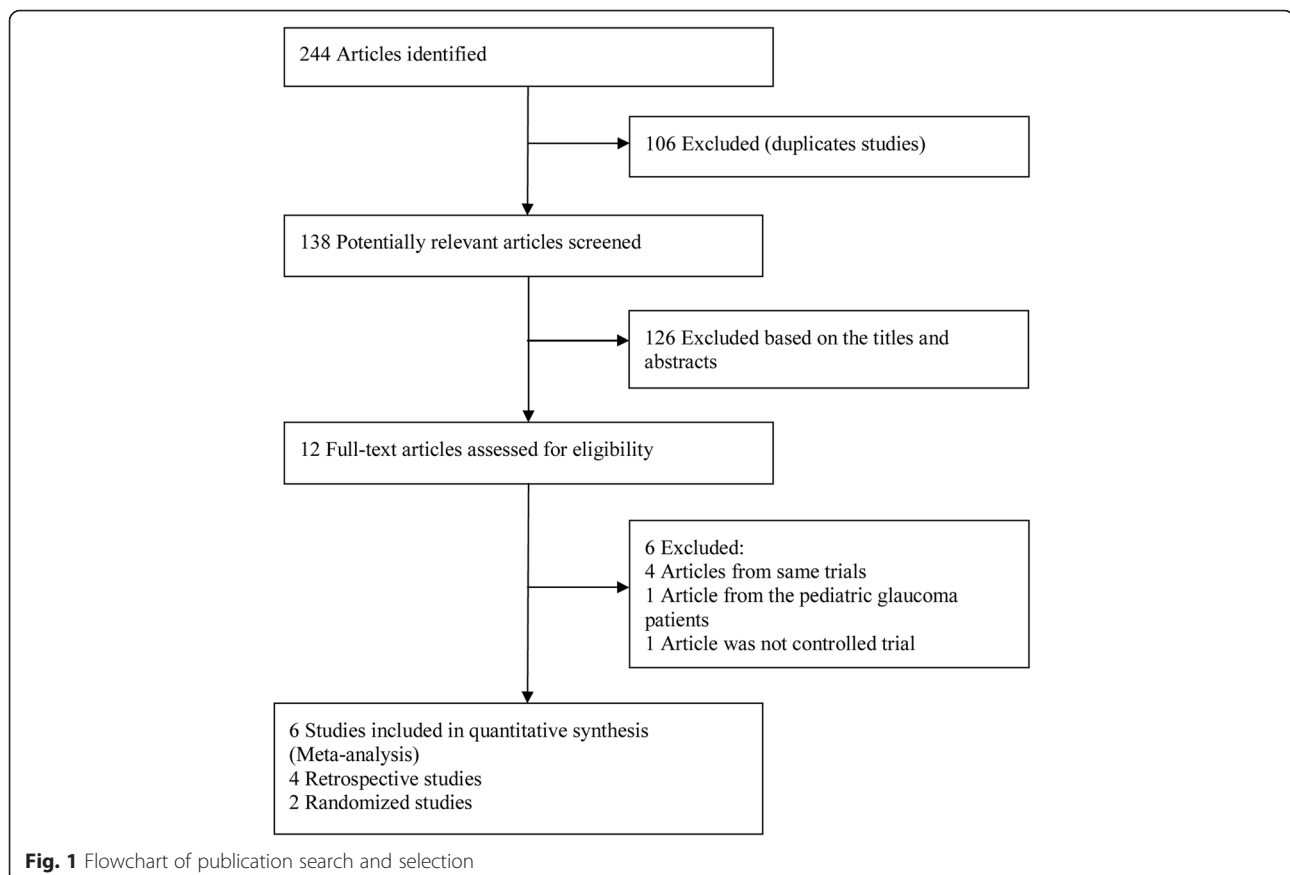 244 Articles identified
106 Excluded (duplicates studies)
138 Potentially relevant articles screened
126 Excluded based on the titles and
abstracts
12 Full-text articles assessed for eligibility
6 Excluded:
4 Articles from same trials
1 Article from the pediatric glaucoma
patients
1 Article was not controlled trial
6 Studies included in quantitative synthesis
(Meta-analysis)
4 Retrospective studies
2 Randomized studies
Fig. 1 Flowchart of publication search and selection